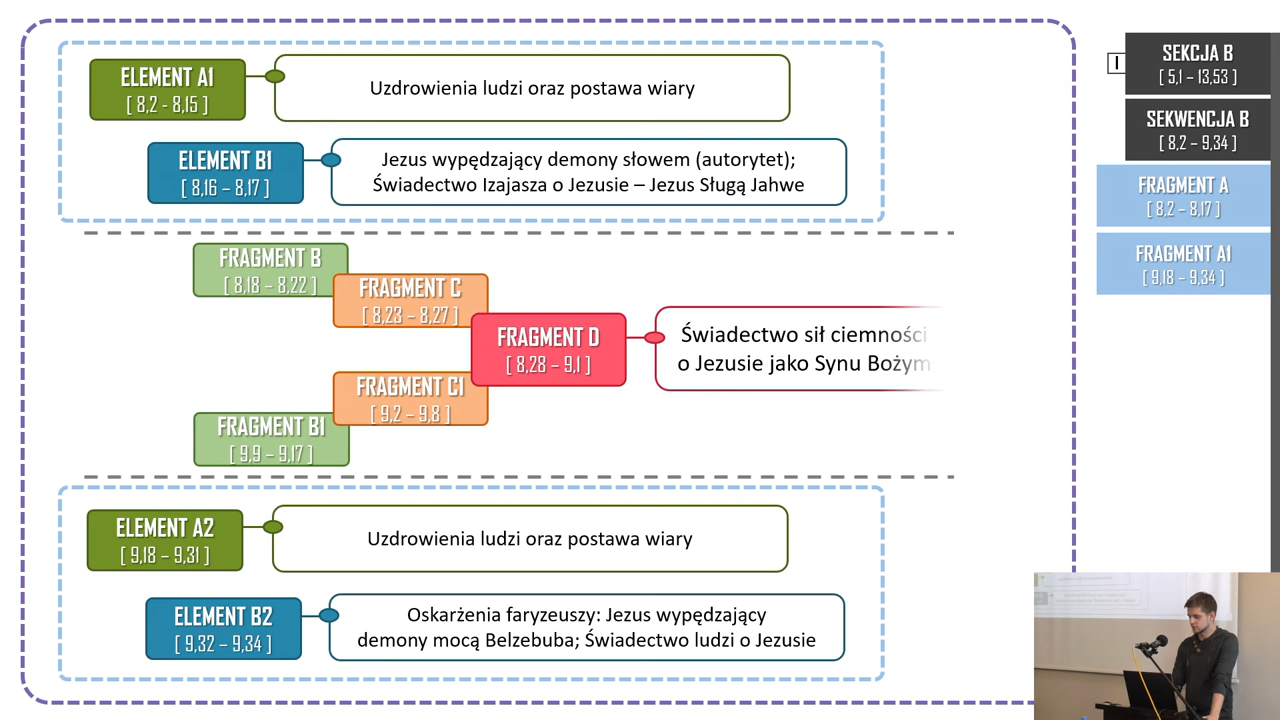 ELEMENT A1
[ 8,2 - 8,15 ]
Uzdrowienia ludzi oraz postawa wiary
ELEMENT B1
[ 8,16 – 8,17 ]
Jezus wypędzający demony słowem (autorytet);
Świadectwo Izajasza o Jezusie – Jezus Sługą Jahwe
FRAGMENT B
[ 8,18 – 8,22 ]
FRAGMENT C
[ 8,23 – 8,27 ]
FRAGMENT D
[ 8,28 – 9,1 ]
Świadectwo sił ciemności
o Jezusie jako Synu Bożym
FRAGMENT C1
[ 9,2 – 9,8 ]
FRAGMENT B1
[ 9,9 – 9,17 ]
ELEMENT A2
[ 9,18 – 9,31 ]
Uzdrowienia ludzi oraz postawa wiary
ELEMENT B2
[ 9,32 – 9,34 ]
Oskarżenia faryzeuszy: Jezus wypędzający
demony mocą Belzebuba; Świadectwo ludzi o Jezusie
I
SEKCJA B
[ 5,1 – 13,53 ]
SEKWENCJA B
[ 8,2 – 9,34 ]
FRAGMENT A
[ 8,2 – 8,17 ]
FRAGMENT A1
[ 9,18 – 9,34 ]